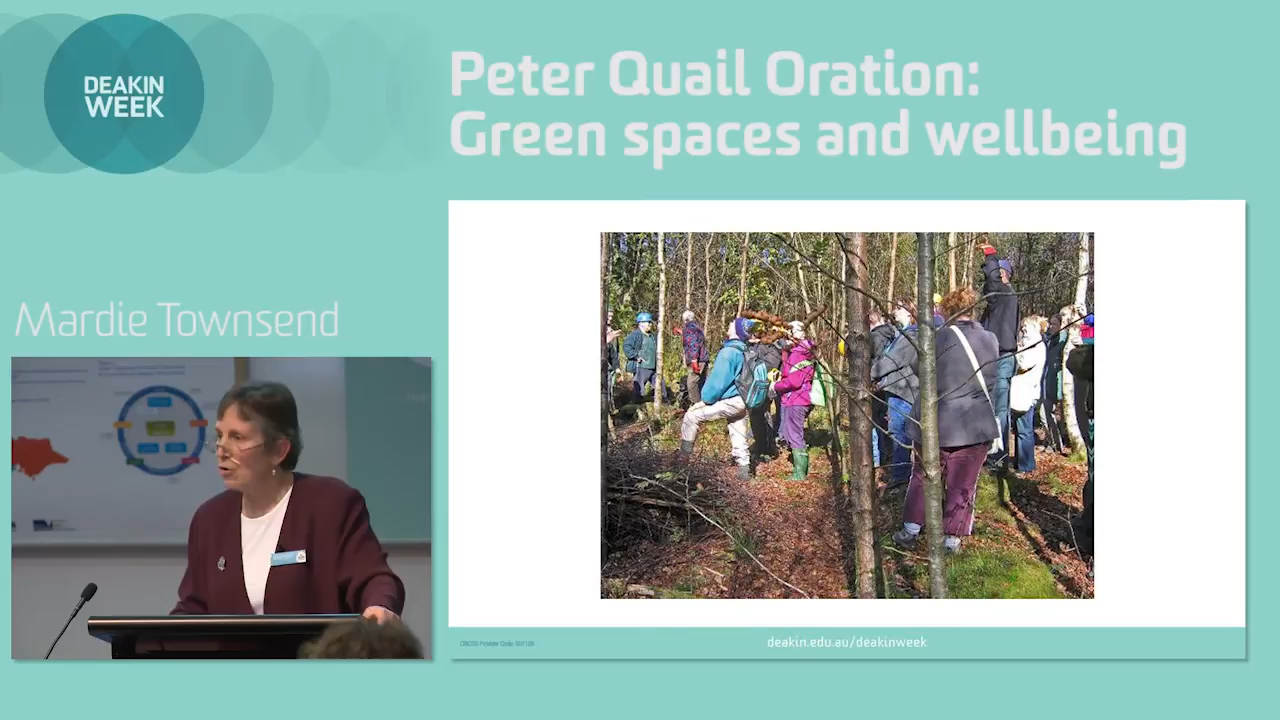 DEAKIN
WEEK
Peter Quail Oration:
Green spaces and wellbeing
Mardie Townsend
deakin.edu.au/deakinweek